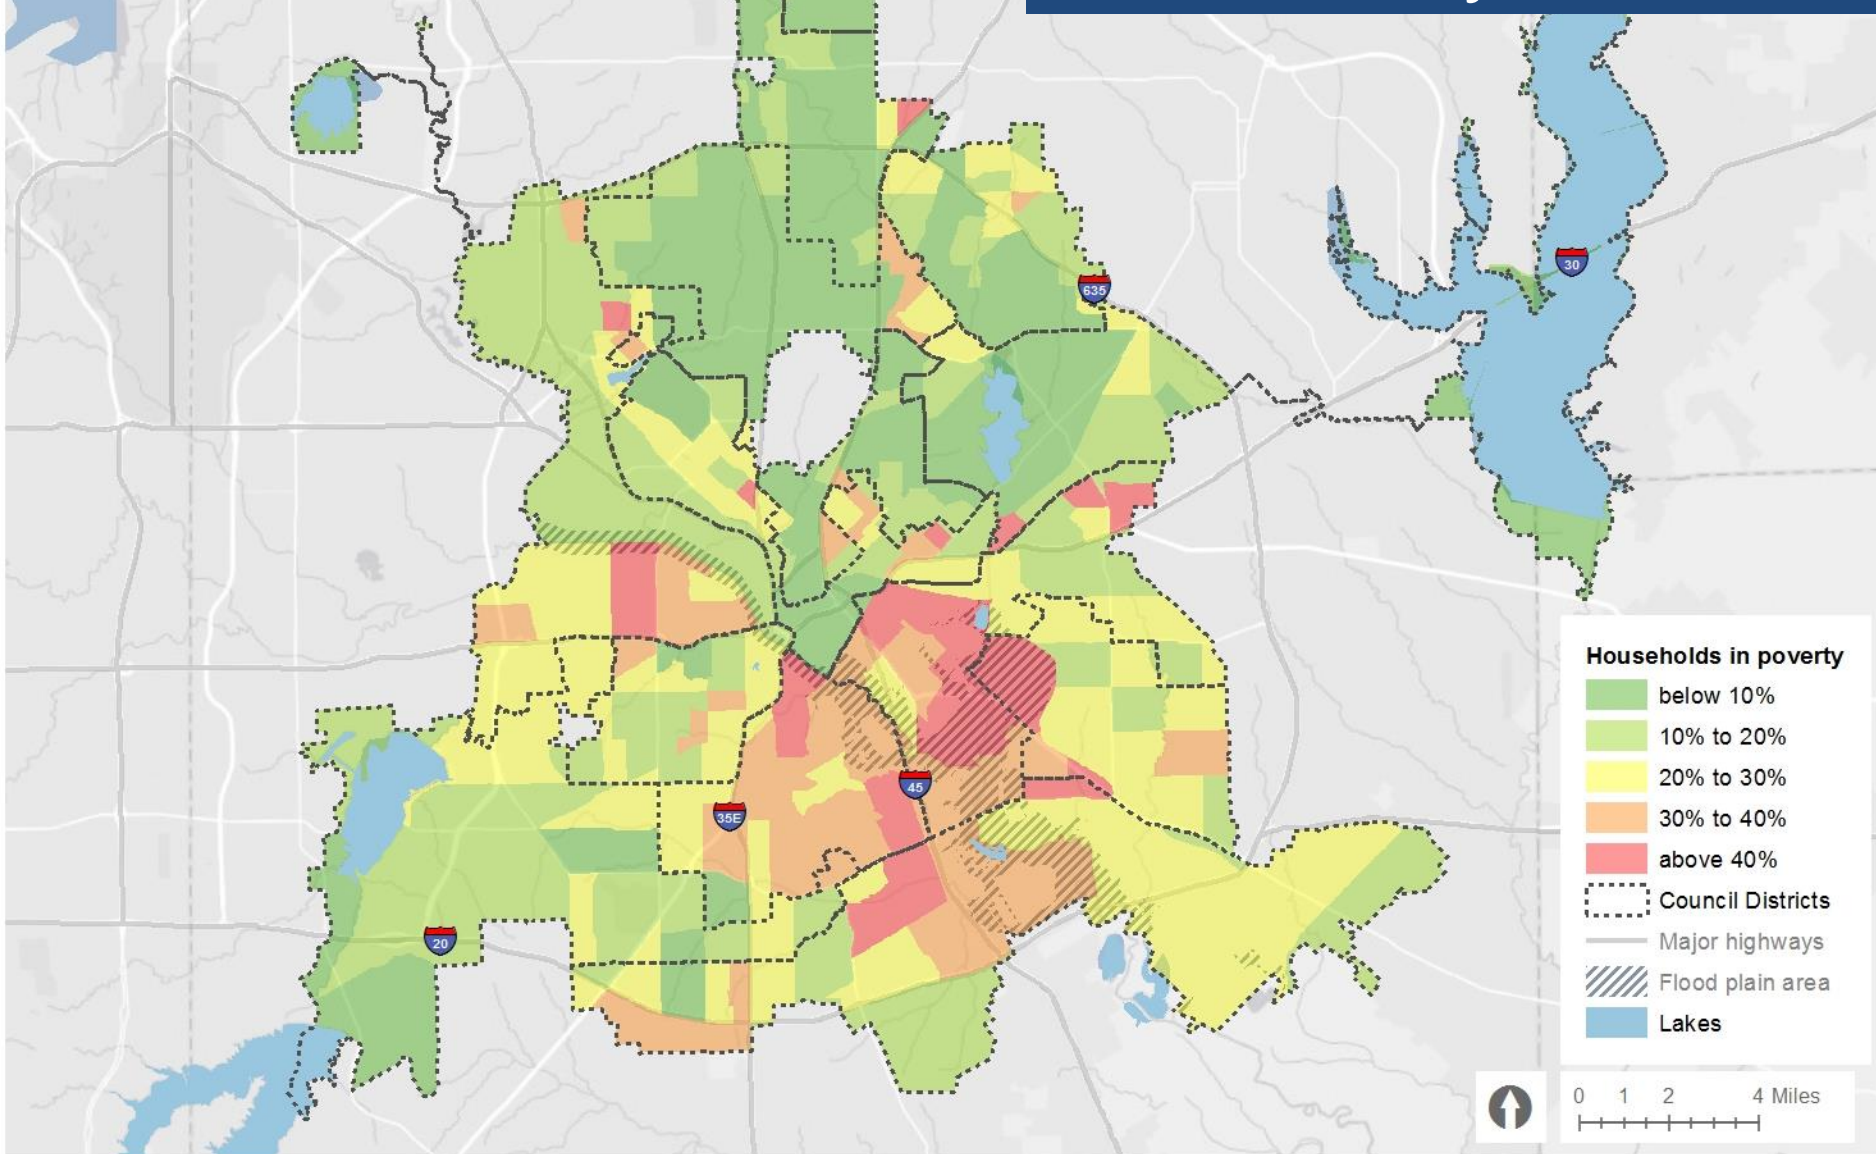 635
30
45
35E
20
Households in poverty
below 10%
10% to 20%
20% to 30%
30% to 40%
above 40%
Council Districts
Major highways
Flood plain area
Lakes
0 1 2 4 Miles